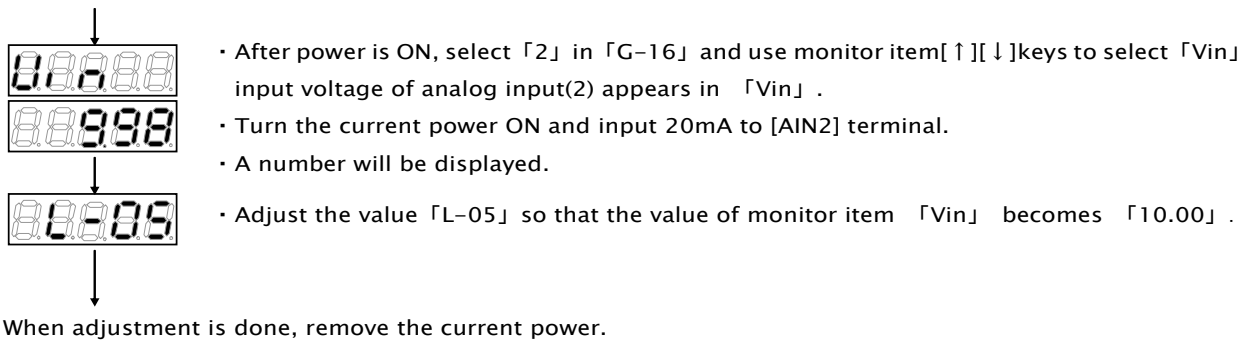 ・After power is ON, select「2」in「G-16」and use monitor item[↑][↓]keys to select「Vin」
Uin
input voltage of analog input(2) appears in 「Vin」.
9.98
・Turn the current power ON and input 20mA to [AIN2] terminal.
・A number will be displayed.
L-05
・Adjust the value「L-05」so that the value of monitor item 「Vin」 becomes 「10.00」.
When adjustment is done, remove the current power.